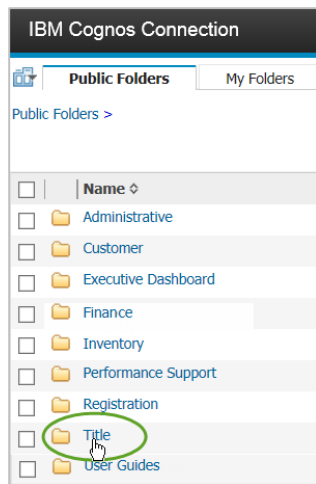 IBM Cognos Connection
Public Folders My Folders
Public Folders >
Name
Administrative
Customer
Executive Dashboard
Finance
Inventory
Performance Support
Registration
Title
User Guides